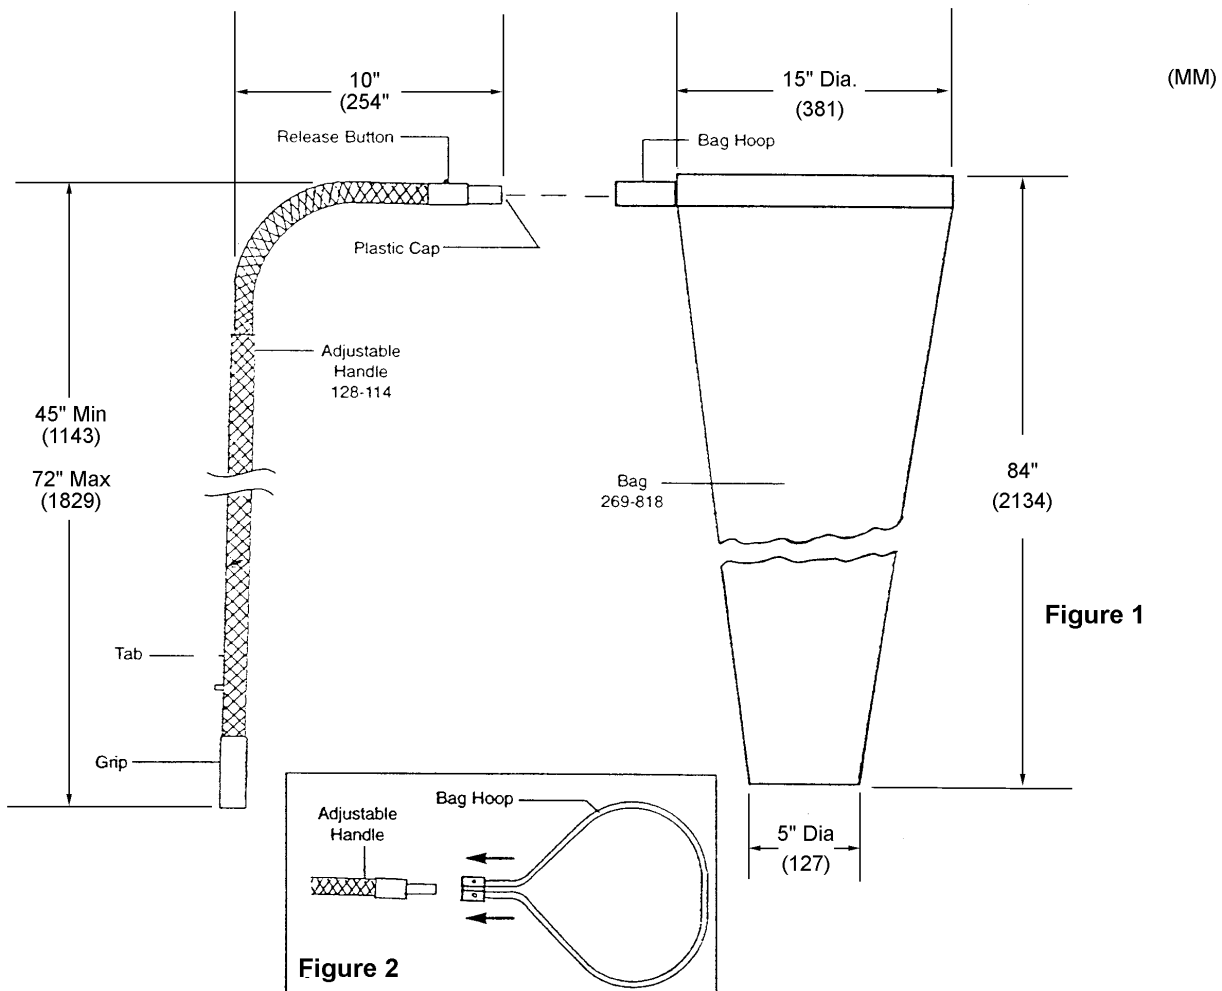 10"
(254"
15" Dia.
(381)
(MM)
Release Button
Bag Hoop
Plastic Cap
Adjustable
Handle
128-114
45" Min
(1143)
72" Max
(1829)
Bag
269-818
84"
(2134)
Figure 1
Tab
Grip
5" Dia
(127)
Bag Hoop
Adjustable
Handle
Figure 2